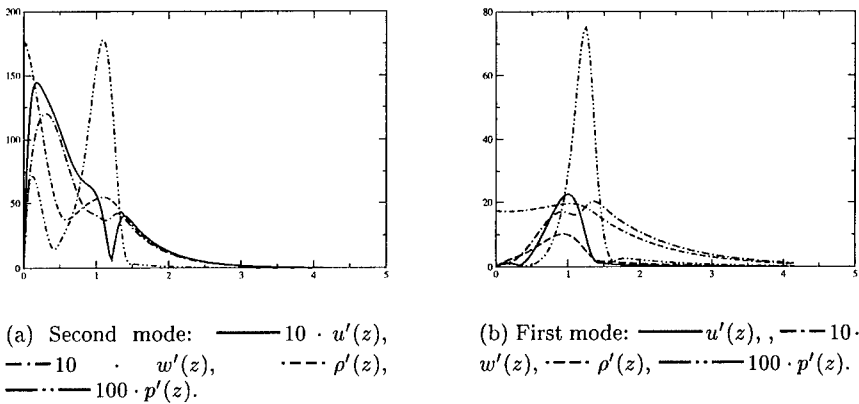 200
150
100
50
0
0 1 2 3 4 5
80
60
40
20
0
0 1 2 3 4 5
(a) Second mode: 10 · u′(z),
10 · w′(z), ρ′(z),
100 · p′(z).
(b) First mode: u′(z), , 10·
w′(z), ρ′(z), 100 · p′(z).